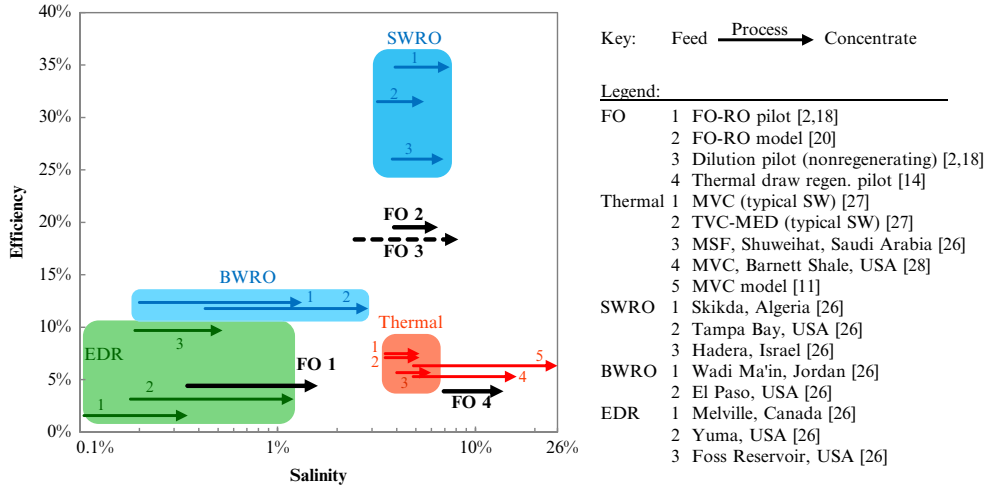 40%
35%
30%
25%
20%
15%
10%
5%
0%
Efficiency
0.1%
1%
10%
26%
Salinity
SWRO
1
2
3
FO 2
FO 3
BWRO
1
2
EDR
3
2
1
FO 1
Thermal
1
2
3
5
4
FO 4
Key: Feed Process Concentrate
Legend:
FO 1 FO-RO pilot [2,18]
2 FO-RO model [20]
3 Dilution pilot (nonregenerating) [2,18]
4 Thermal draw regen. pilot [14]
Thermal 1 MVC (typical SW) [27]
2 TVC-MED (typical SW) [27]
3 MSF, Shuweihat, Saudi Arabia [26]
4 MVC, Barnett Shale, USA [28]
5 MVC model [11]
SWRO 1 Skikda, Algeria [26]
2 Tampa Bay, USA [26]
3 Hadera, Israel [26]
BWRO 1 Wadi Ma'in, Jordan [26]
2 El Paso, USA [26]
EDR 1 Melville, Canada [26]
2 Yuma, USA [26]
3 Foss Reservoir, USA [26]